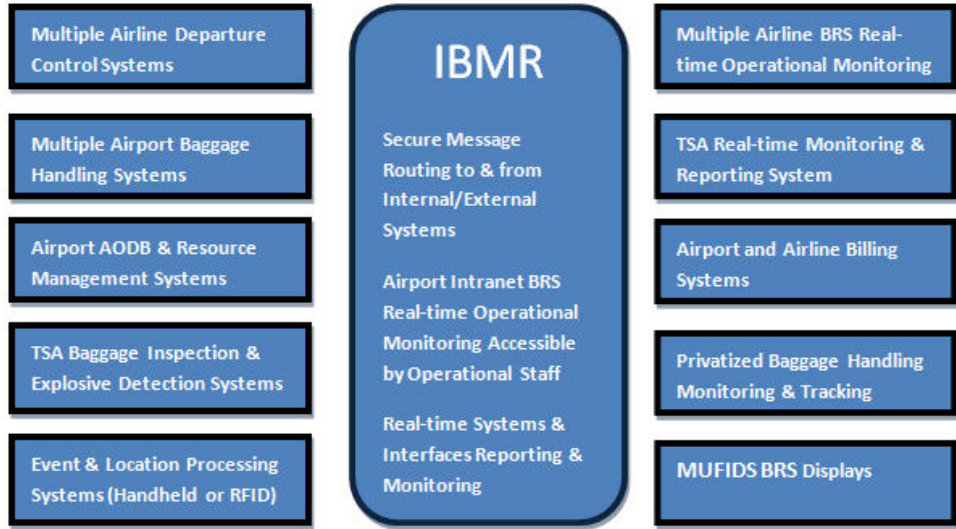 Multiple Airline Departure
Control Systems
Multiple Airport Baggage
Handling Systems
Airport AODB & Resource
Management Systems
TSA Baggage Inspection &
Explosive Detection Systems
Event & Location Processing
Systems (Handheld or RFID)
IBMR
Secure Message
Routing to & from
Internal/External
Systems
Airport Intranet BRS
Real-time Operational
Monitoring Accessible
by Operational Staff
Real-time Systems &
Interfaces Reporting &
Monitoring
Multiple Airline BRS Real-
time Operational Monitoring
TSA Real-time Monitoring &
Reporting System
Airport and Airline Billing
Systems
Privatized Baggage Handling
Monitoring & Tracking
MUFIDS BRS Displays